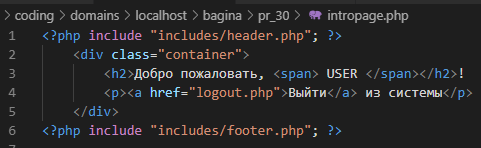 › coding › domains › localhost › bagina › pr_30 › intropage.php
1 <?php include "includes/header.php"; ?>
2 <div class="container">
3 <h2>Добро пожаловать, <span> USER </span></h2>!
4 <p><a href="logout.php">Выйти</a> из системы</p>
5 </div>
6 <?php include "includes/footer.php"; ?>